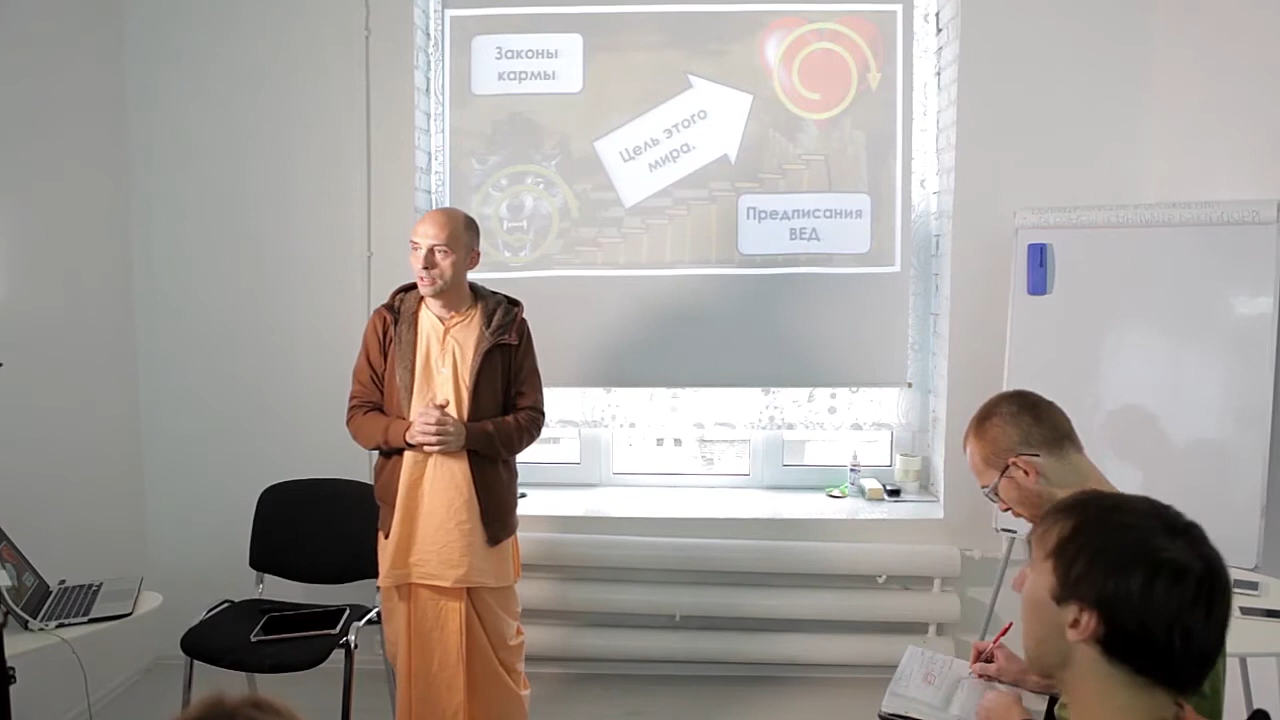 Законы
кармы
Цель этого
мира.
Предписания
ВЕД